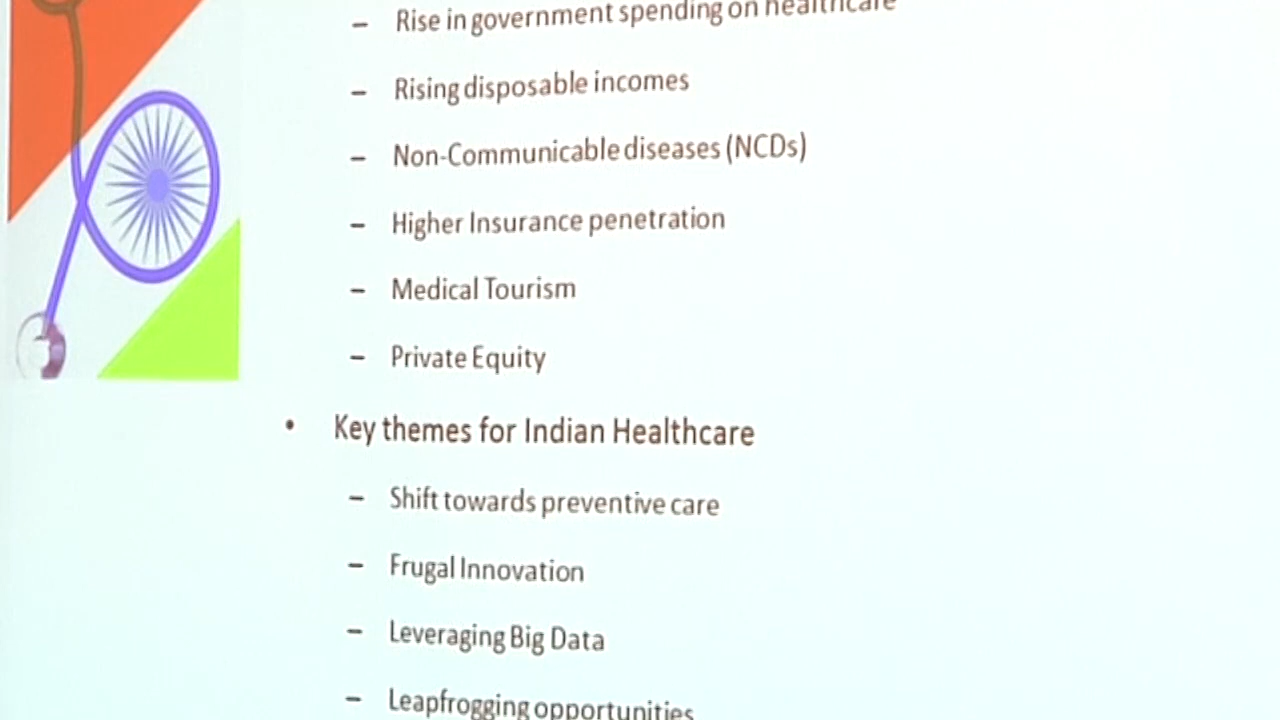 – Rise in government spending on healthcare
– Rising disposable incomes
– Non-Communicable diseases (NCDs)
– Higher Insurance penetration
– Medical Tourism
– Private Equity
• Key themes for Indian Healthcare
– Shift towards preventive care
– Frugal Innovation
– Leveraging Big Data
– Leapfrogging opportunities